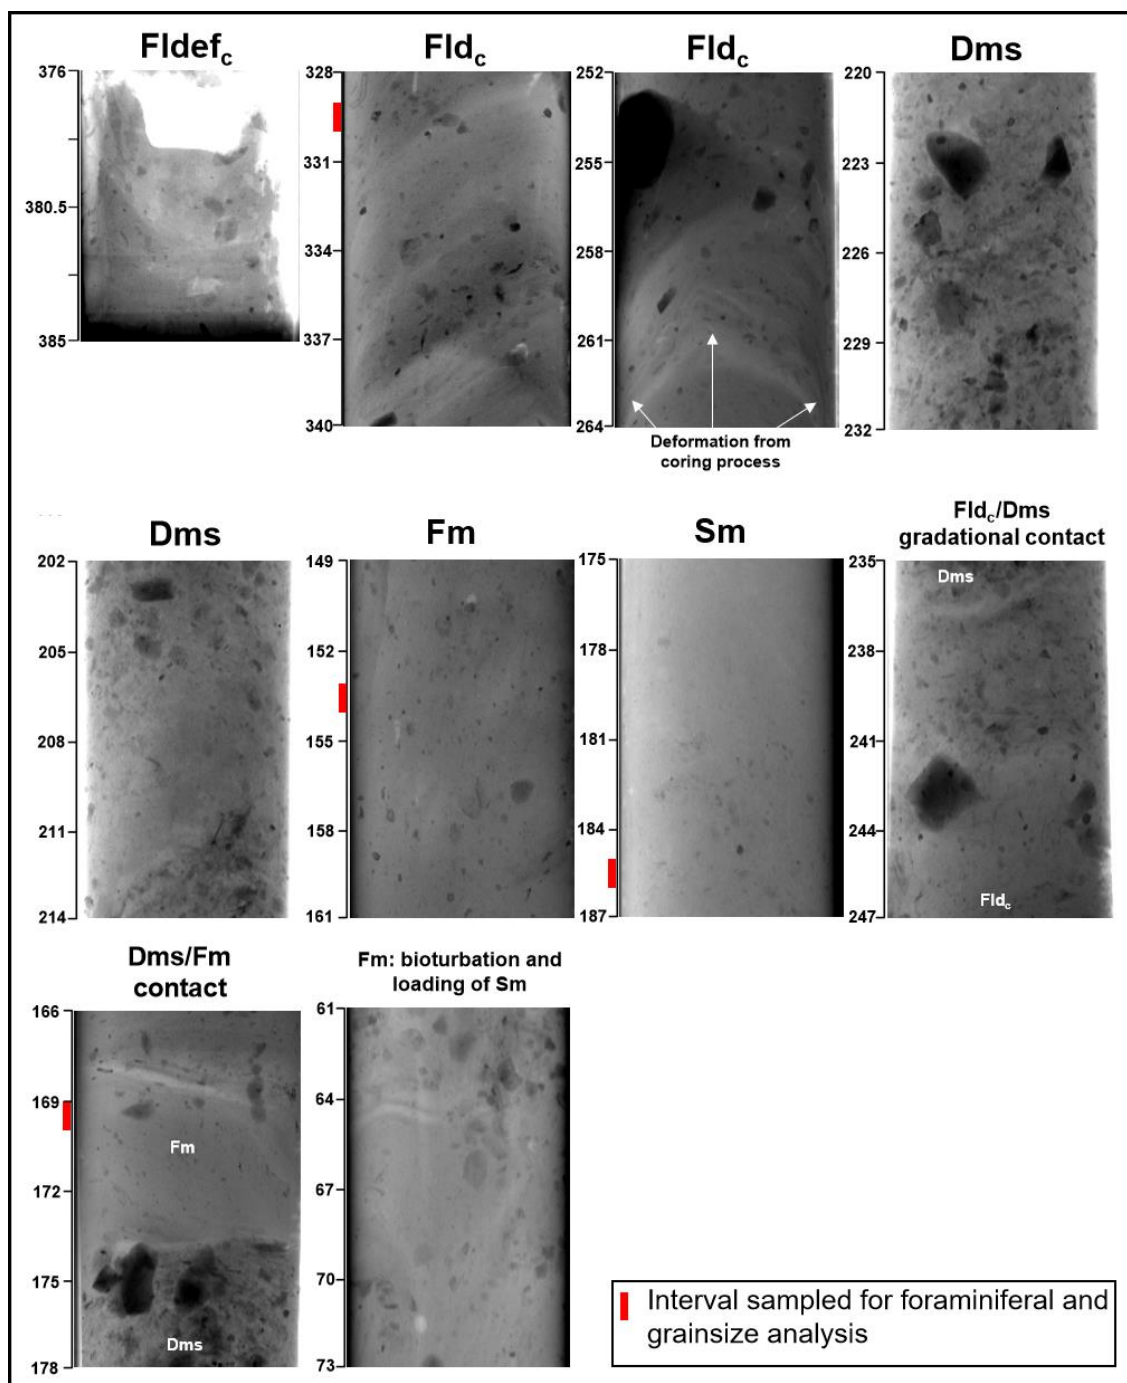 Fldefc
Fldc
Fldc
Dms
376
380.5
385
328
331
334
337
340
252
255
258
261
264
Deformation from
coring process
220
223
226
229
232
Dms
Fm
Sm
Fldc/Dms
gradational contact
202
205
208
211
214
149
152
155
158
161
175
178
181
184
187
235
Dms
238
241
244
Fldc
247
Dms/Fm
contact
Fm: bioturbation and
loading of Sm
166
169
Fm
172
175
Dms
178
61
64
67
70
73
Interval sampled for foraminiferal and
grainsize analysis